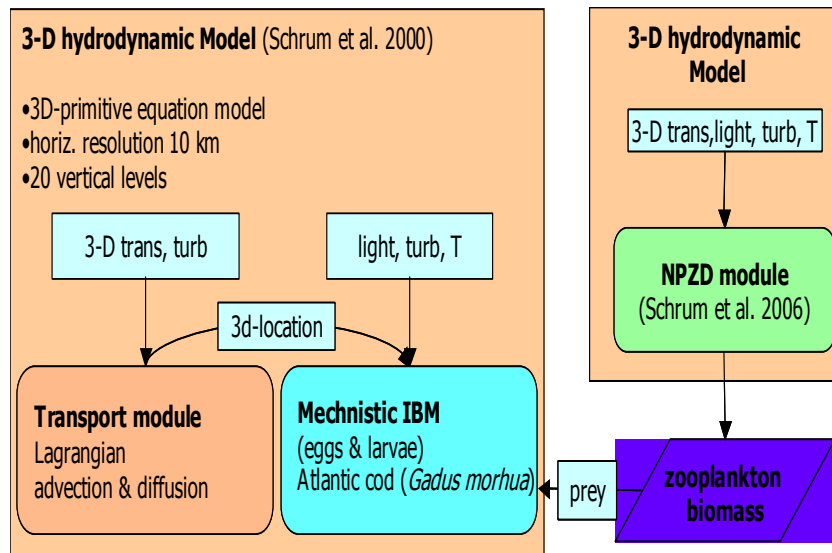 3-D hydrodynamic Model (Schrum et al. 2000)
•3D-primitive equation model
•horiz. resolution 10 km
•20 vertical levels
3-D trans, turb
light, turb, T
3d-location
Transport module
Lagrangian
advection & diffusion
Mechnistic IBM
(eggs & larvae)
Atlantic cod (Gadus morhua)
3-D hydrodynamic
Model
3-D trans,light, turb, T
NPZD module
(Schrum et al. 2006)
prey
zooplankton
biomass